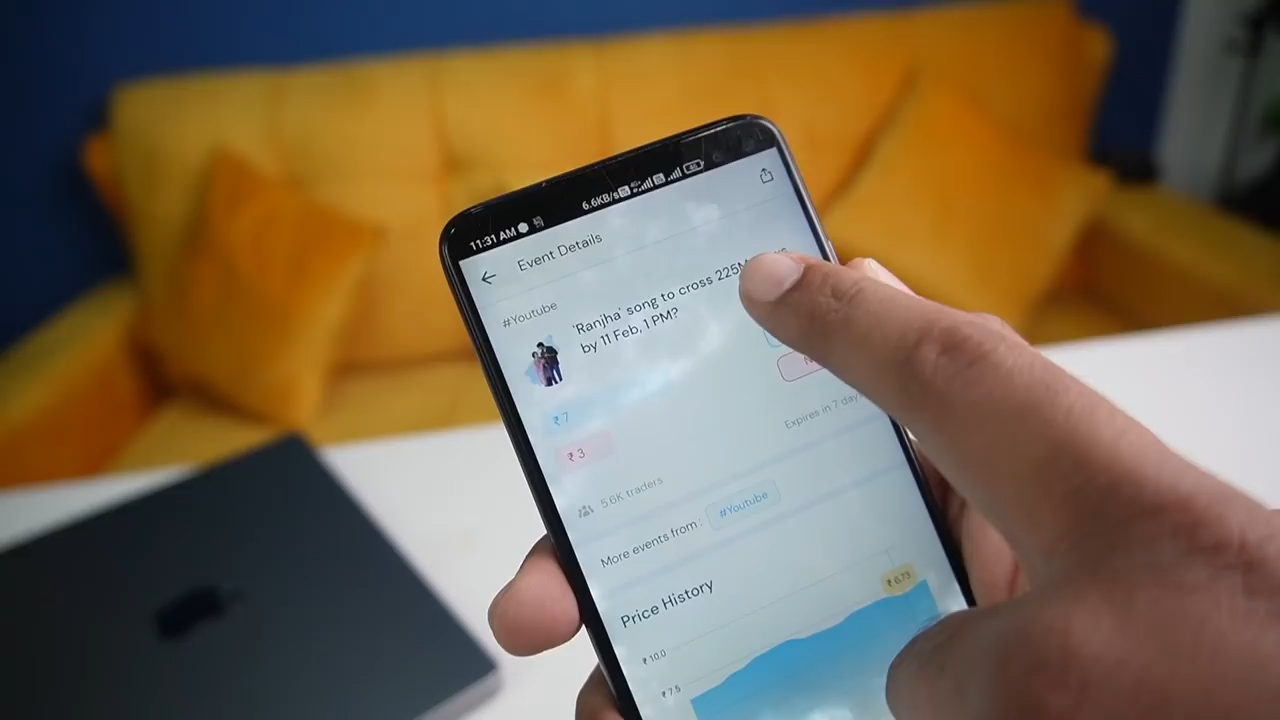 11:31 AM 6.6KB/s
Event Details
#Youtube
'Ranjha' song to cross 225M
by 11 Feb, 1 PM?
₹ 7
₹ 3
Expires in 7 days
5.6K traders
More events from : #Youtube
Price History
₹ 6.73
₹ 10.0
₹ 7.5